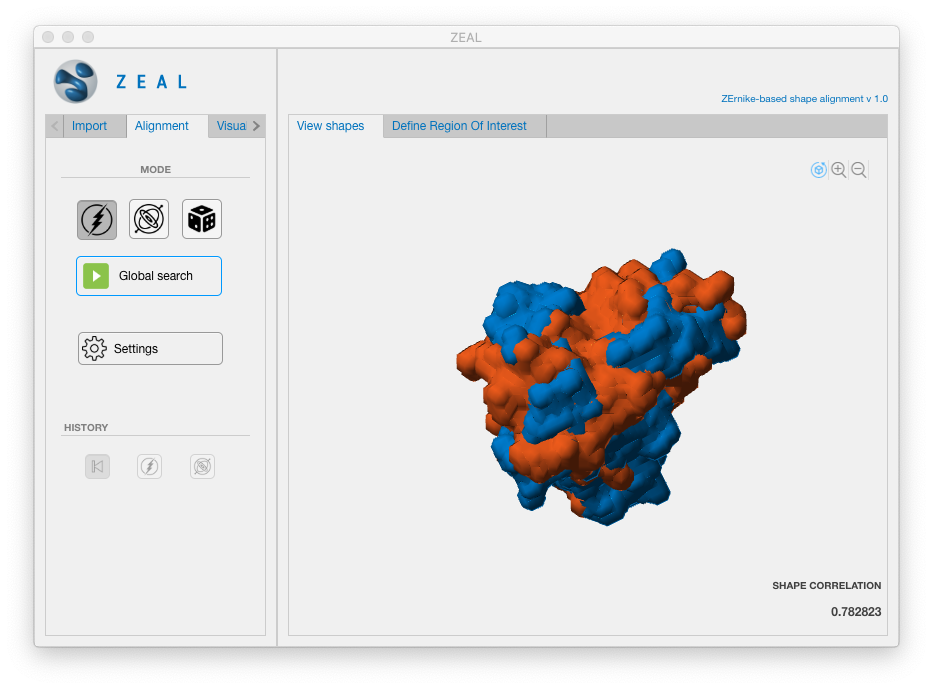 ZEAL
ZEAL
ZErnike-based shape alignment v 1.0
Import
Alignment
Visua
View shapes
Define Region Of Interest
MODE
Global search
Settings
HISTORY
SHAPE CORRELATION
0.782823